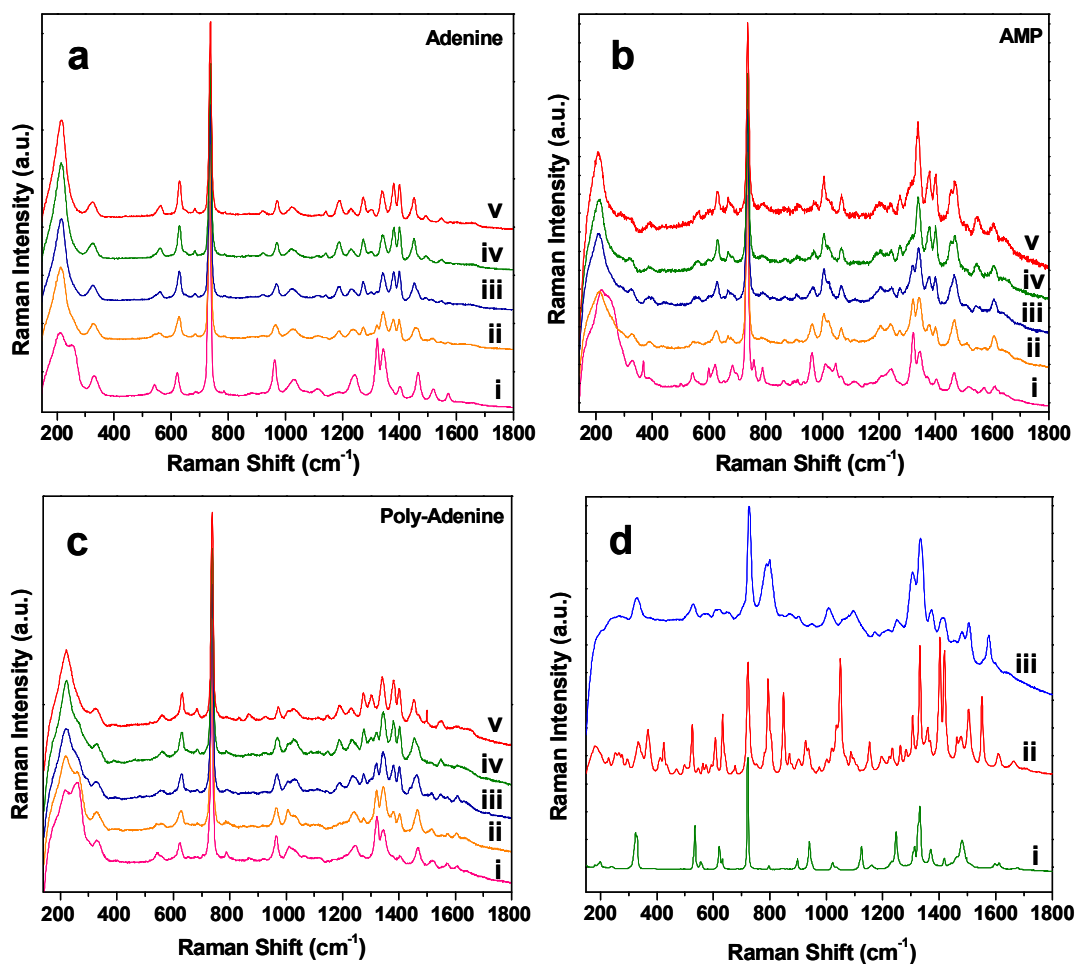 a
Adenine
v
iv
iii
ii
i
200 400 600 800 1000 1200 1400 1600 1800
Raman Shift (cm-1)
Raman Intensity (a.u.)
b
AMP
v
iv
iii
ii
i
200 400 600 800 1000 1200 1400 1600 1800
Raman Shift (cm-1)
Raman Intensity (a.u.)
c
Poly-Adenine
v
iv
iii
ii
i
200 400 600 800 1000 1200 1400 1600 1800
Raman Shift (cm-1)
Raman Intensity (a.u.)
d
iii
ii
i
200 400 600 800 1000 1200 1400 1600 1800
Raman Shift (cm-1)
Raman Intensity (a.u.)